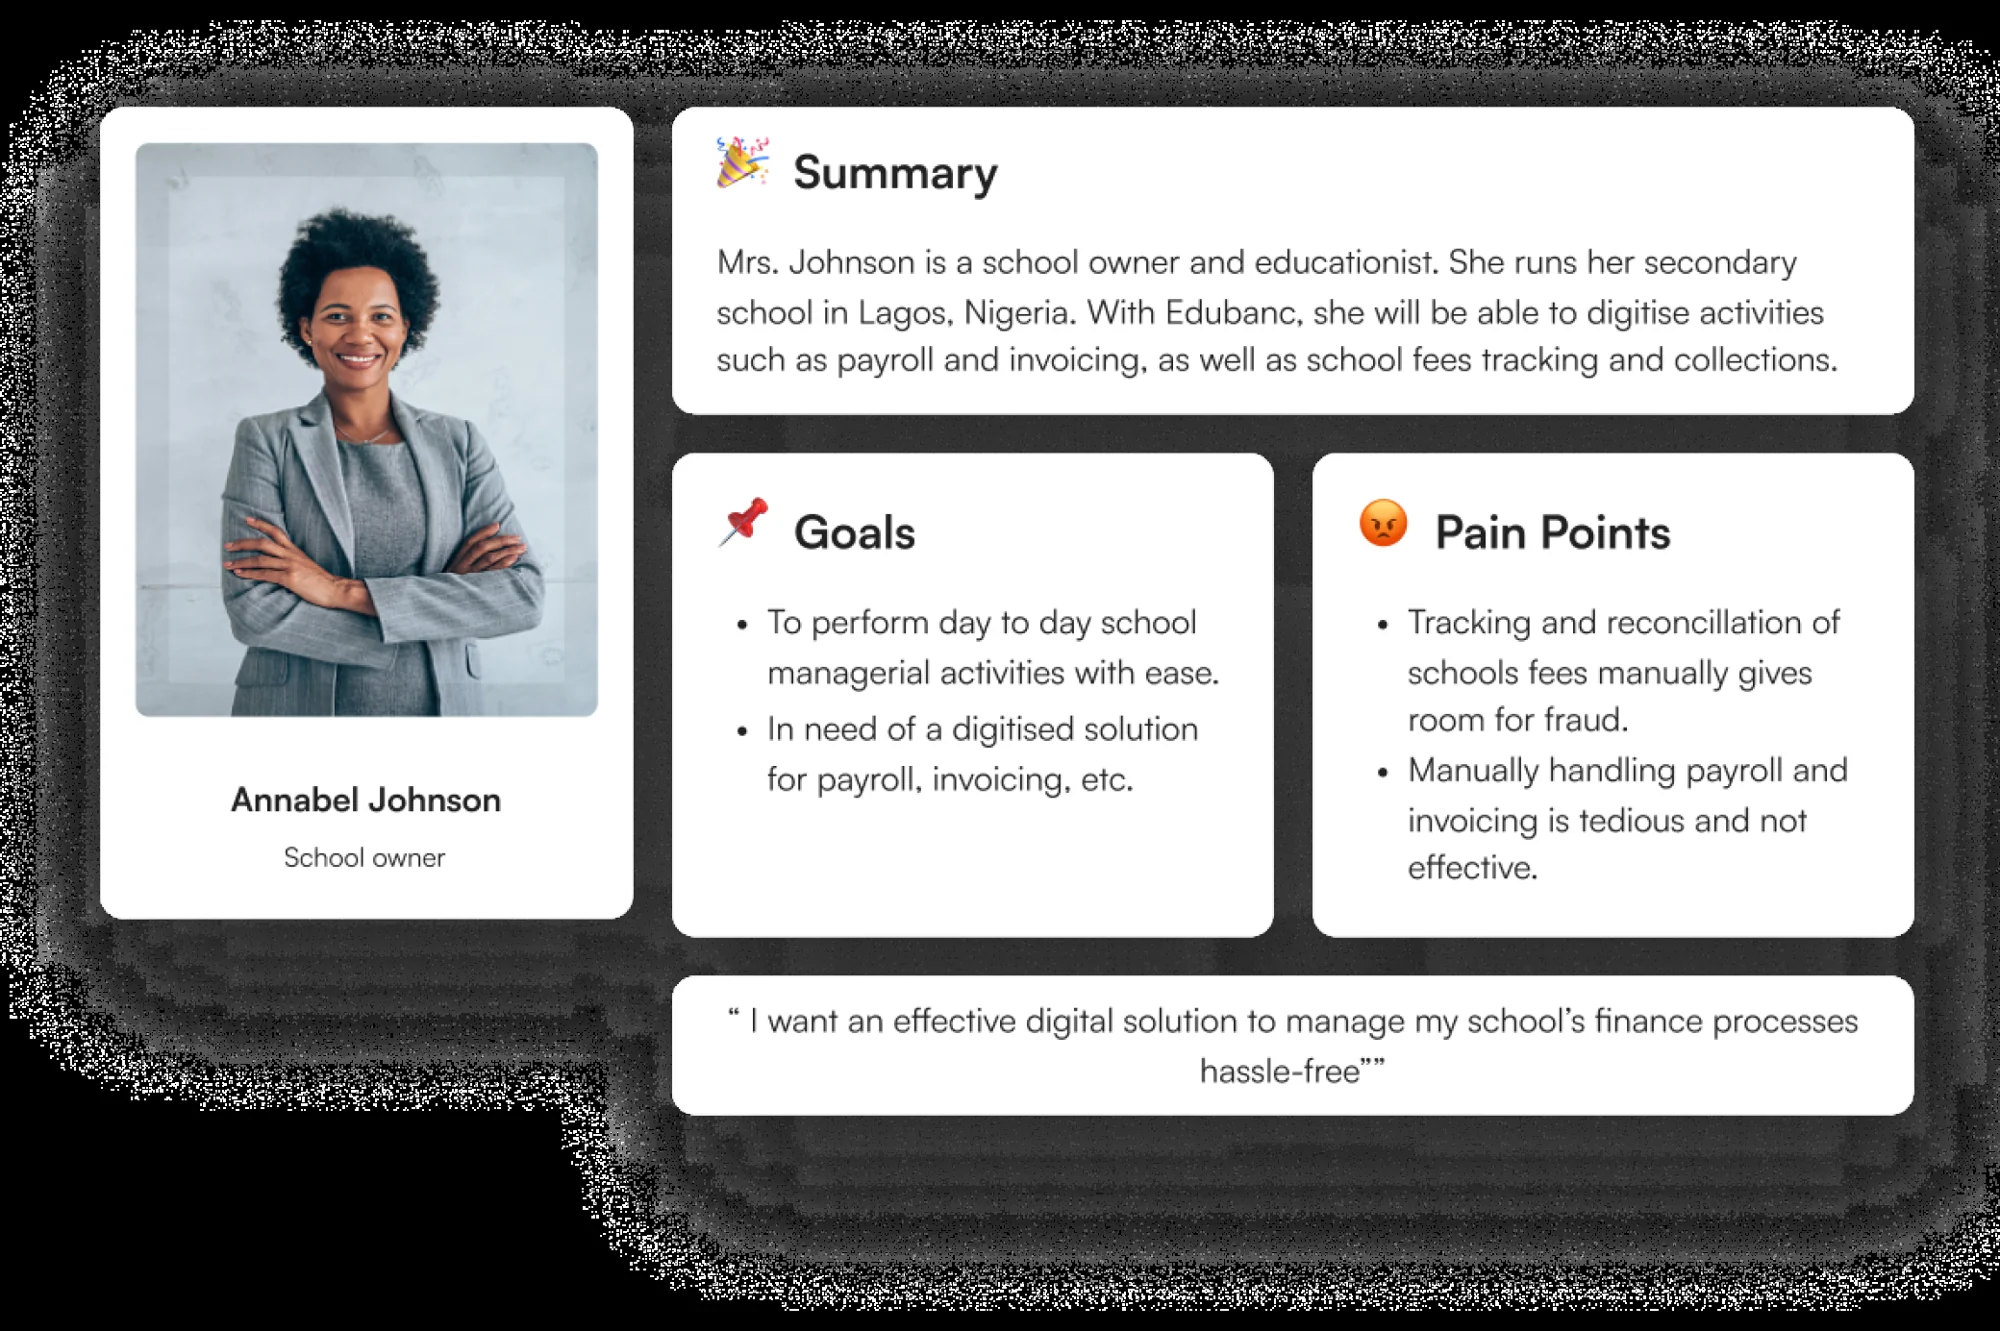 Annabel Johnson
School owner
Summary
Mrs. Johnson is a school owner and educationist. She runs her secondary
school in Lagos, Nigeria. With Edubanc, she will be able to digitise activities
such as payroll and invoicing, as well as school fees tracking and collections.
Goals
• To perform day to day school
managerial activities with ease.
• In need of a digitised solution
for payroll, invoicing, etc.
Pain Points
• Tracking and reconcillation of
schools fees manually gives
room for fraud.
• Manually handling payroll and
invoicing is tedious and not
effective.
“ I want an effective digital solution to manage my school’s finance processes
hassle-free””